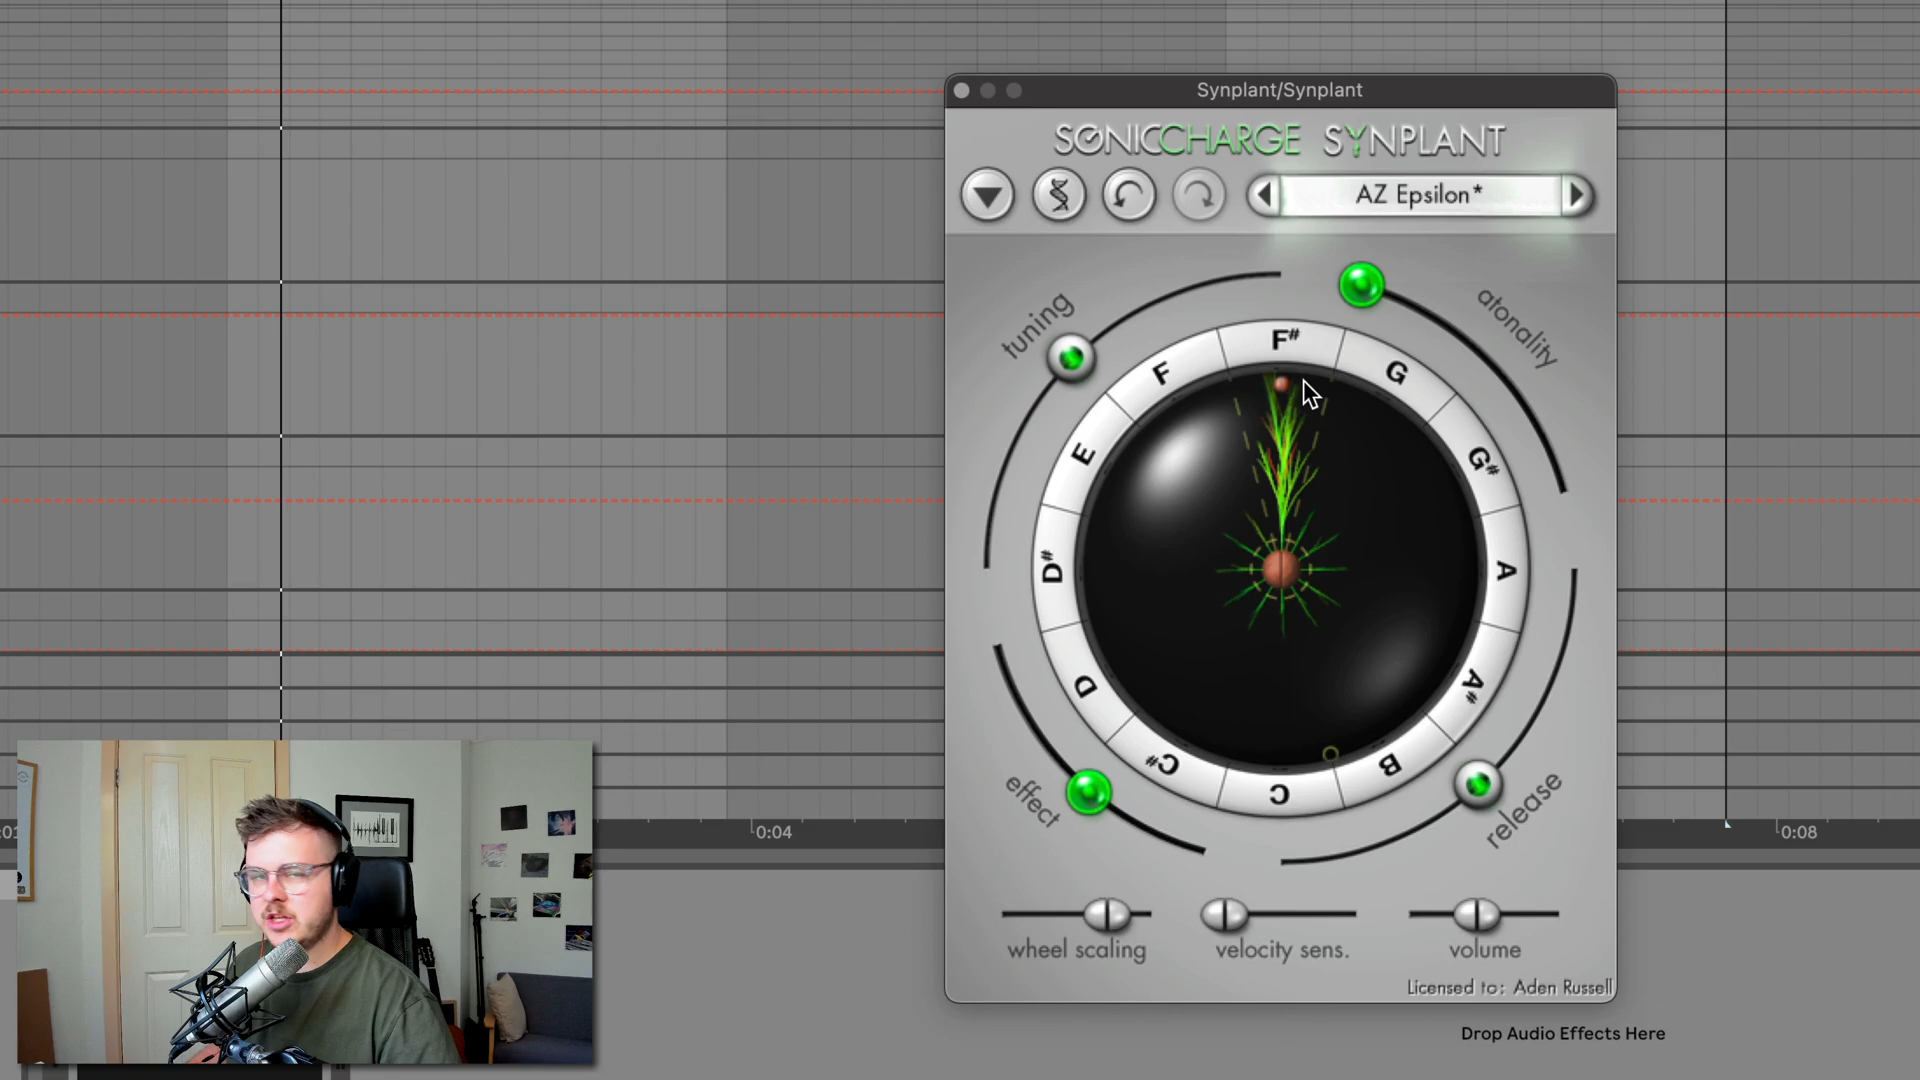 Synplant/Synplant
SONICCHARGE SYNPLANT
AZ Epsilon*
tuning
atonality
F#
F
G
E
G#
D#
A
D
A#
C#
B
C
effect
release
:01
0:04
0:08
wheel scaling
velocity sens.
volume
Licensed to: Aden Russell
Drop Audio Effects Here